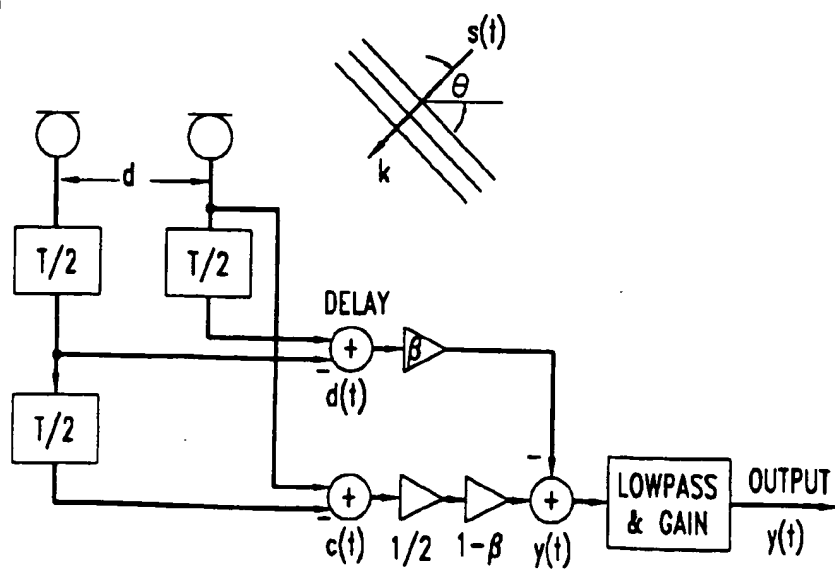 s(t)
θ
k
d
T/2
T/2
DELAY
β
d(t)
T/2
c(t)
1/2
1-β
y(t)
LOWPASS
& GAIN
OUTPUT
y(t)
+
-
+
-
+
-